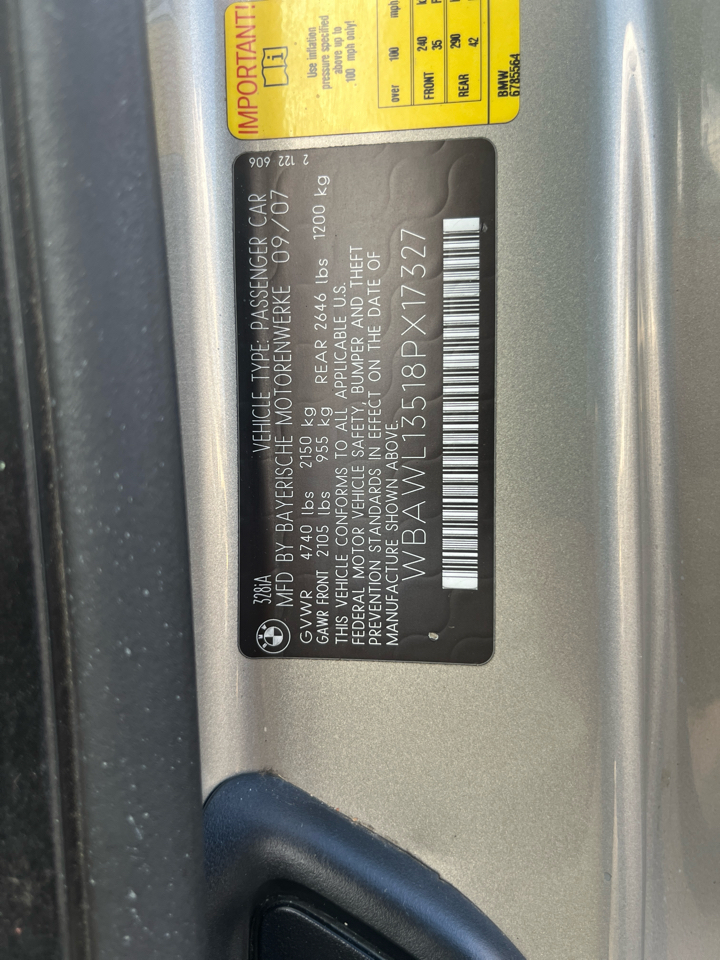 328iA VEHICLE TYPE: PASSENGER CAR
MFD BY BAYERISCHE MOTORENWERKE 09/07
GVWR 4740 lbs 2150 kg
GAWR FRONT 2105 lbs 955 kg REAR 2646 lbs 1200 kg
THIS VEHICLE CONFORMS TO ALL APPLICABLE U.S.
FEDERAL MOTOR VEHICLE SAFETY, BUMPER AND THEFT
PREVENTION STANDARDS IN EFFECT ON THE DATE OF
MANUFACTURE SHOWN ABOVE.
WBAWL13518PX17327
2 122 606
BMW
IMPORTANT!
Use inflation
pressure specified
above up to
100 mph only!
over 100 mph
FRONT 240
35
REAR 290
42
BMW
6785564